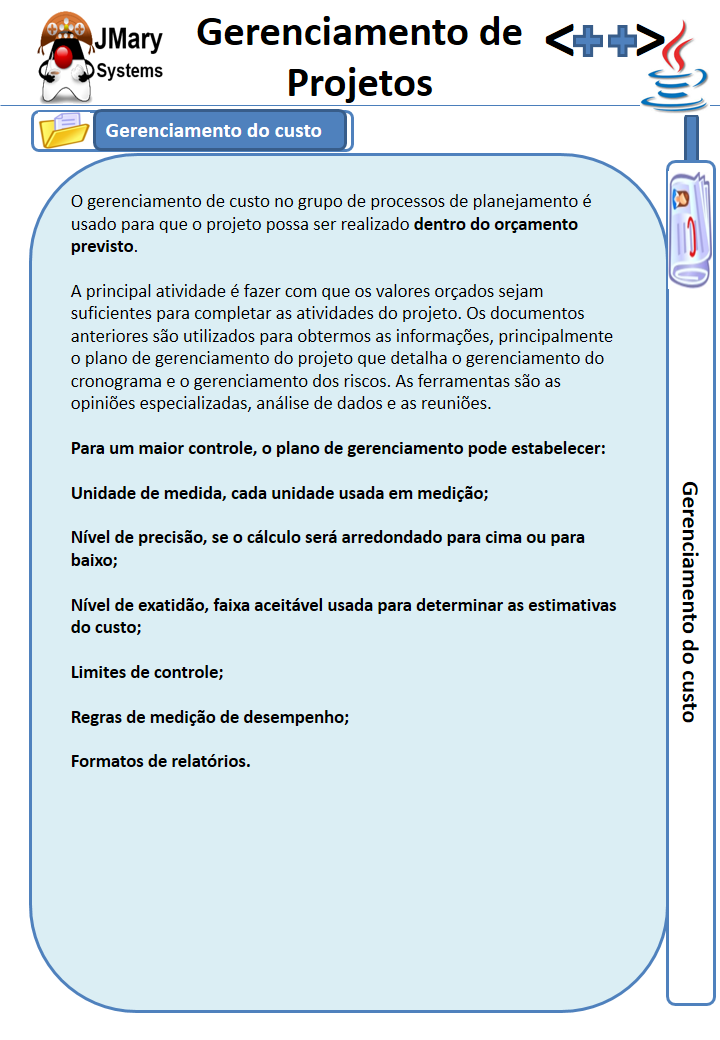 JMary
Systems
Gerenciamento de
Projetos
<++>
Gerenciamento do custo
O gerenciamento de custo no grupo de processos de planejamento é
usado para que o projeto possa ser realizado dentro do orçamento
previsto.
A principal atividade é fazer com que os valores orçados sejam
suficientes para completar as atividades do projeto. Os documentos
anteriores são utilizados para obtermos as informações, principalmente
o plano de gerenciamento do projeto que detalha o gerenciamento do
cronograma e o gerenciamento dos riscos. As ferramentas são as
opiniões especializadas, análise de dados e as reuniões.
Para um maior controle, o plano de gerenciamento pode estabelecer:
Unidade de medida, cada unidade usada em medição;
Nível de precisão, se o cálculo será arredondado para cima ou para
baixo;
Nível de exatidão, faixa aceitável usada para determinar as estimativas
do custo;
Limites de controle;
Regras de medição de desempenho;
Formatos de relatórios.
Gerenciamento do custo